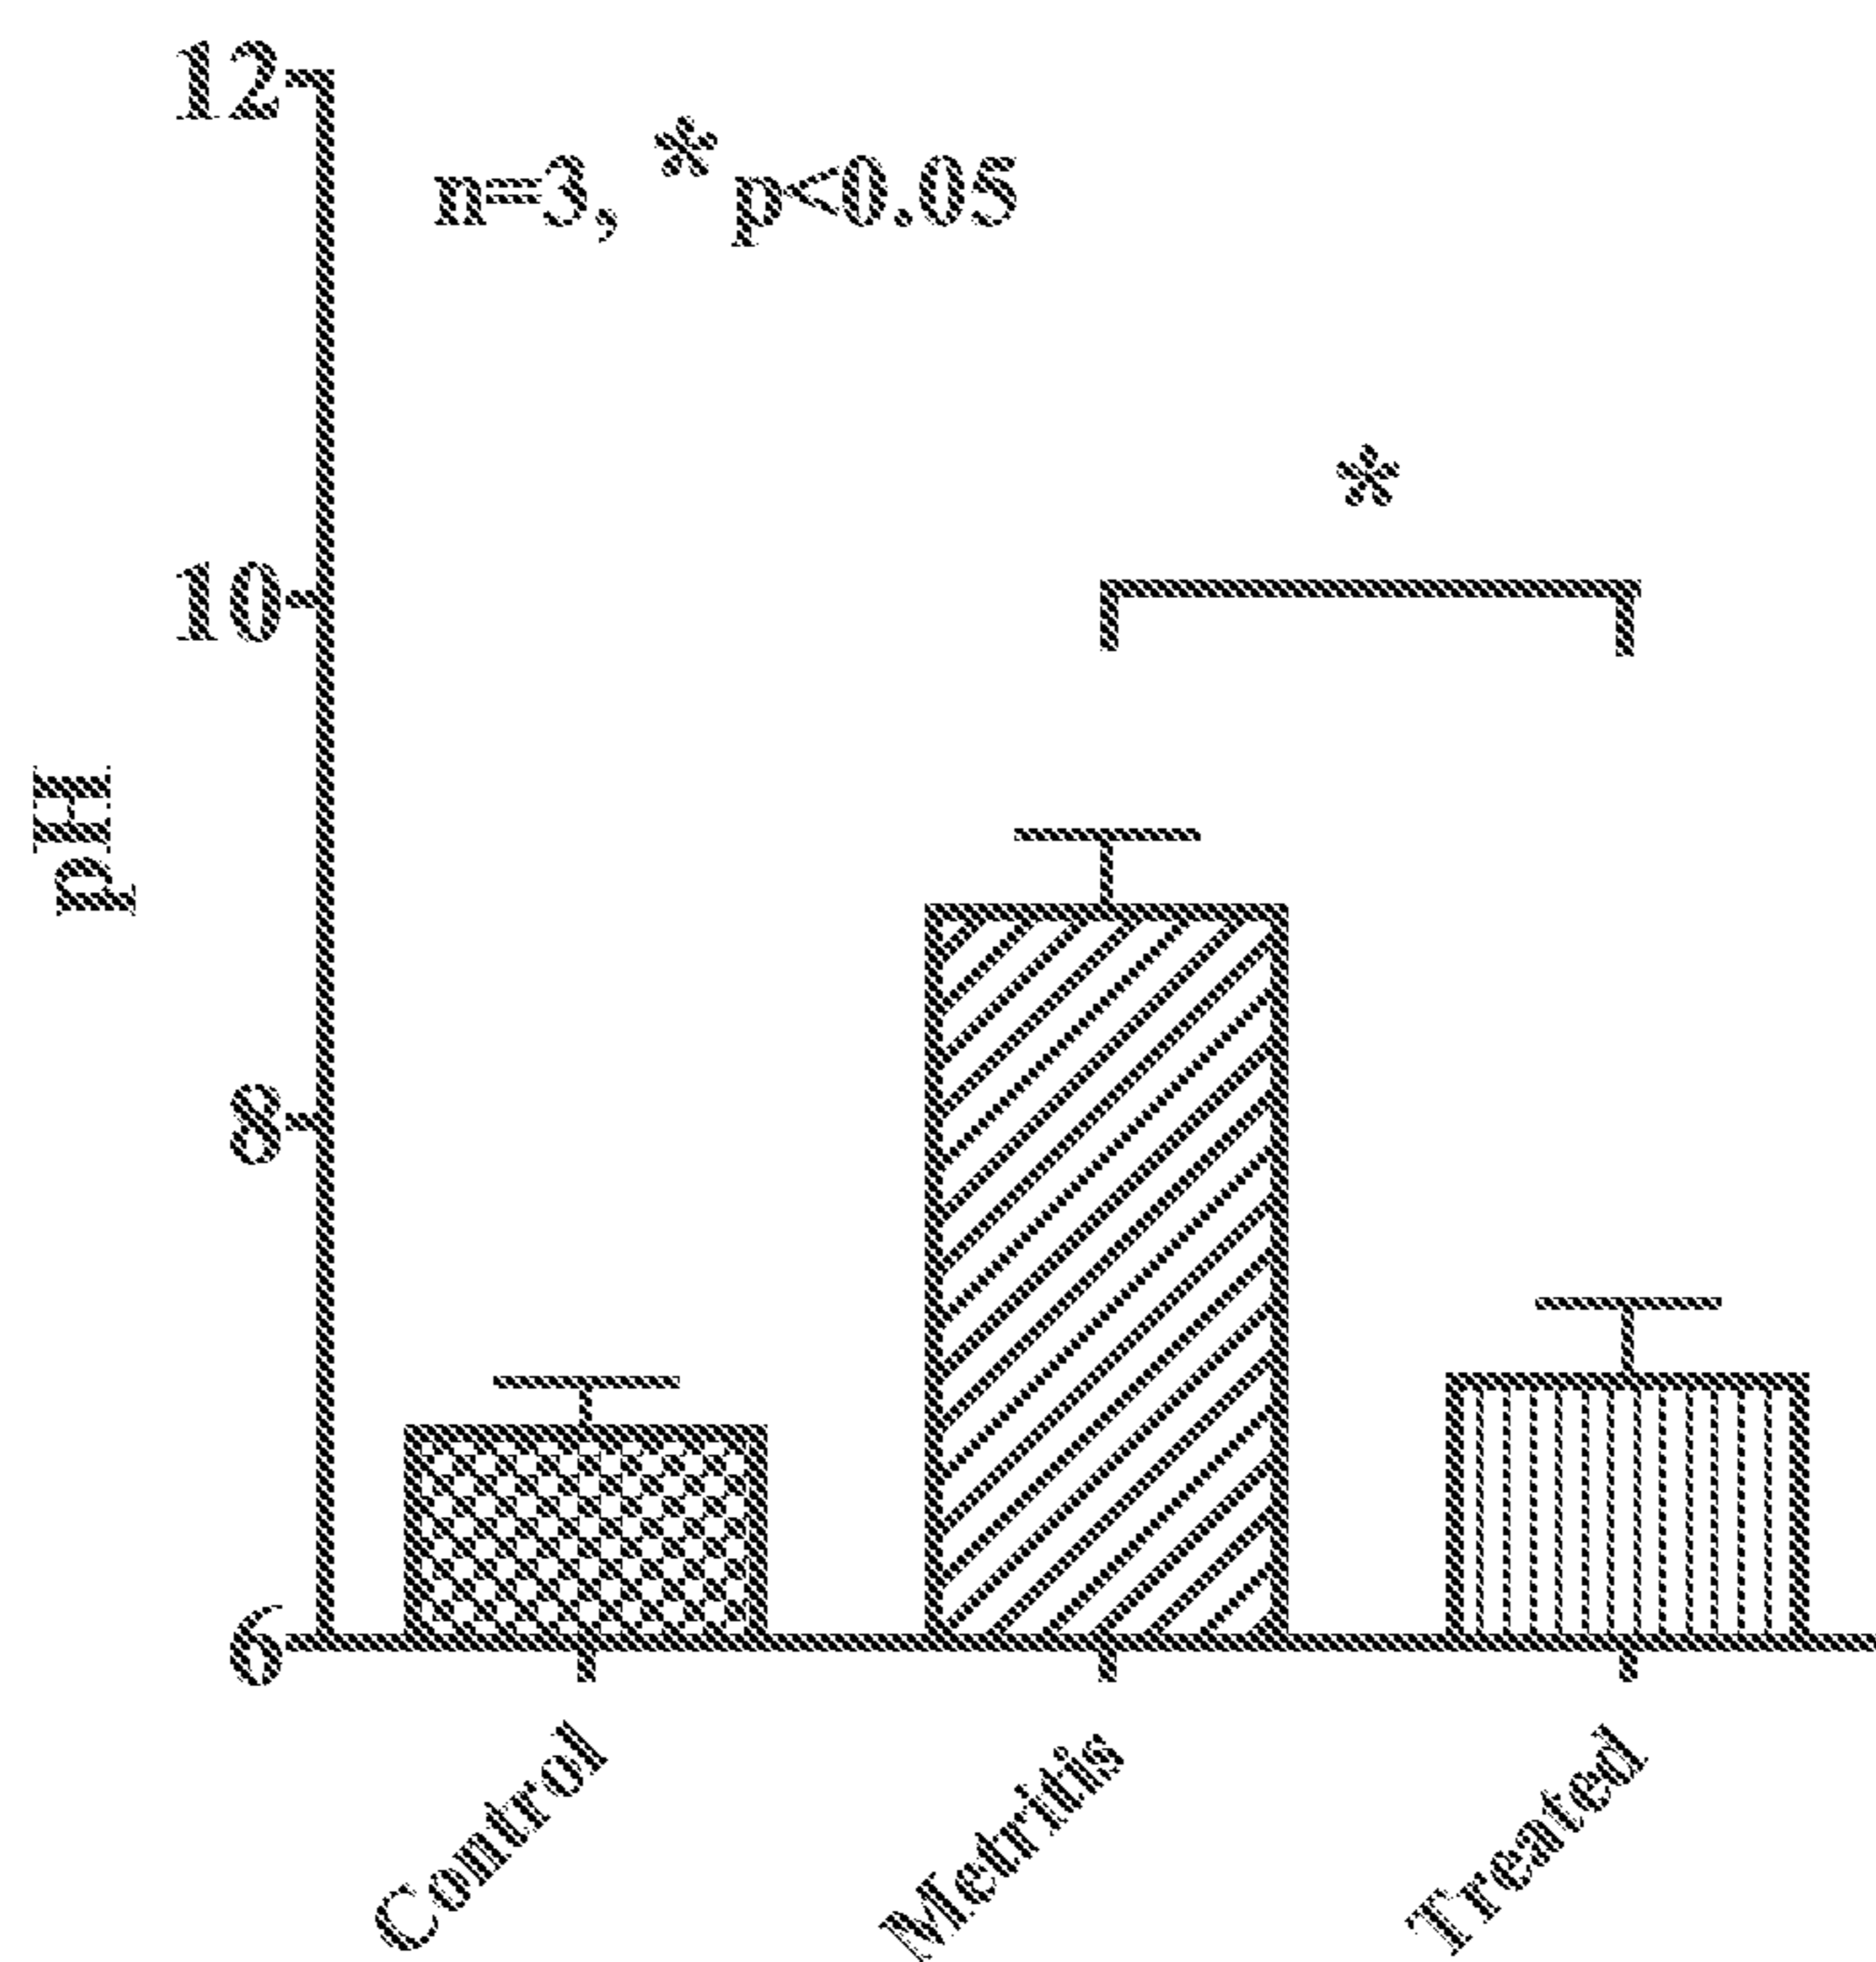 12
n=3, *p<0.05
*
10
pH
8
6
Control
Metritis
Treated